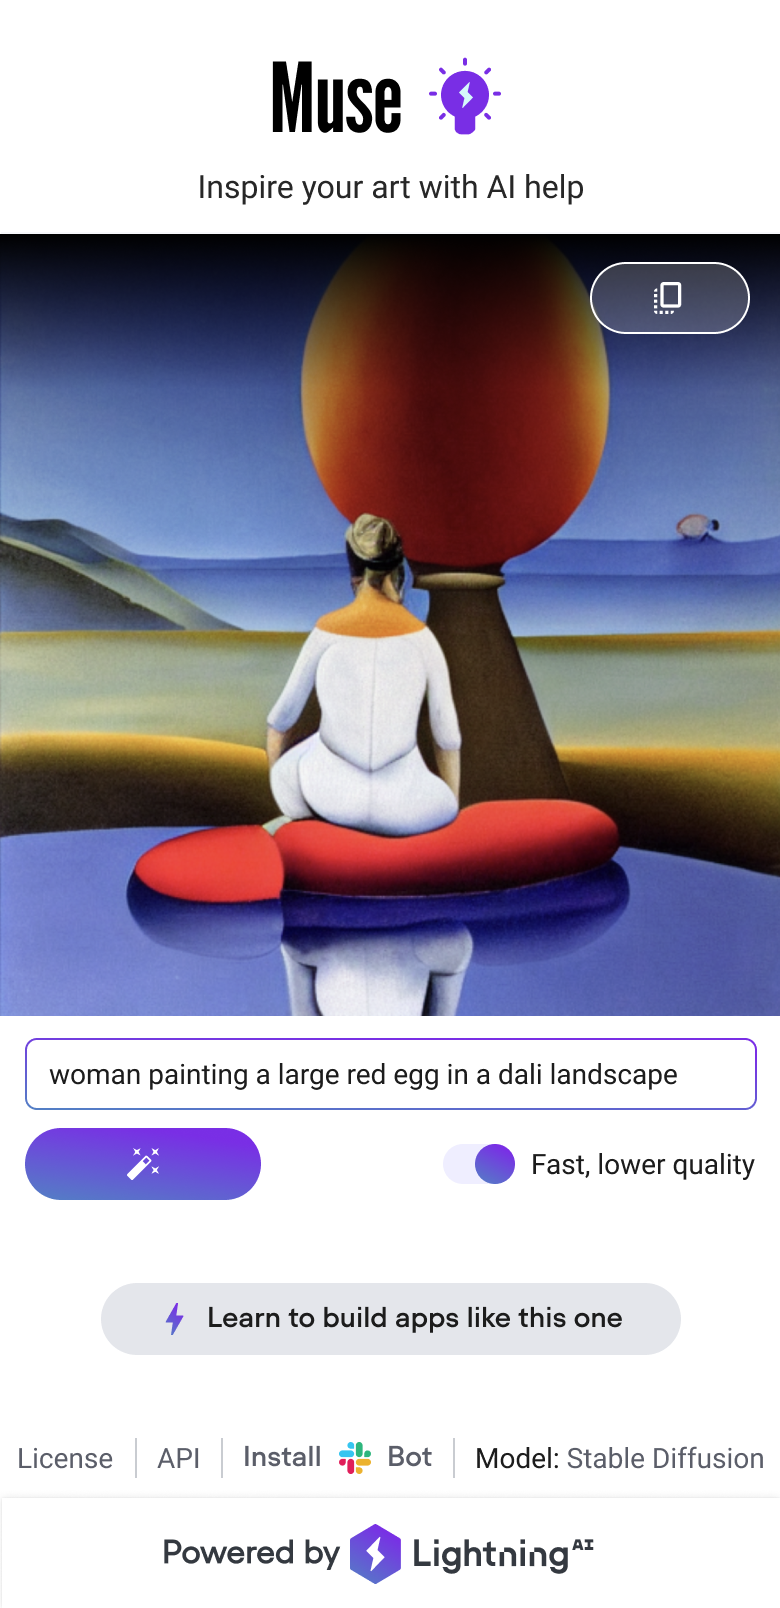 Muse
Inspire your art with AI help
woman painting a large red egg in a dali landscape
Fast, lower quality
Learn to build apps like this one
License API Install Bot Model: Stable Diffusion
Powered by Lightning AI